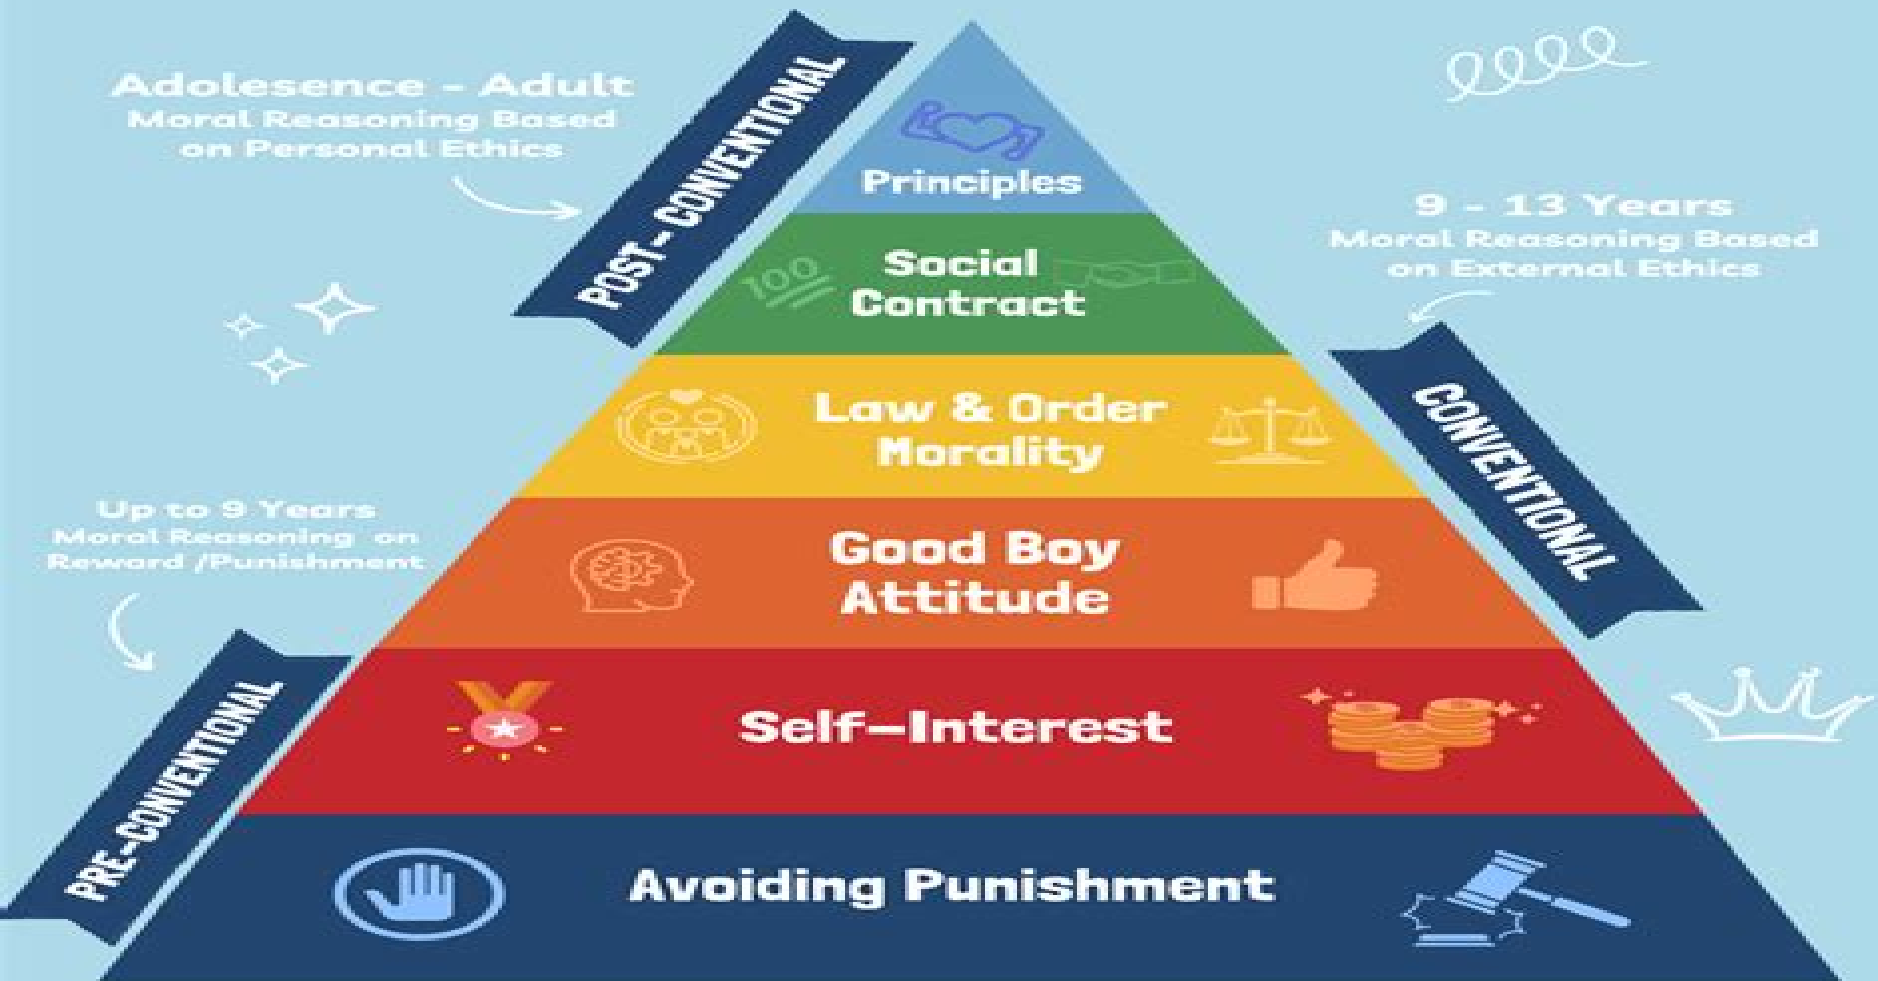 Adolesence - Adult
Moral Reasoning Based
on Personal Ethics
POST- CONVENTIONAL
Principles
9 - 13 Years
Moral Reasoning Based
on External Ethics
100
Social
Contract
CONVENTIONAL
Law & Order
Morality
Up to 9 Years
Moral Reasoning on
Reward /Punishment
Good Boy
Attitude
PRE-CONVENTIONAL
Self-Interest
Avoiding Punishment